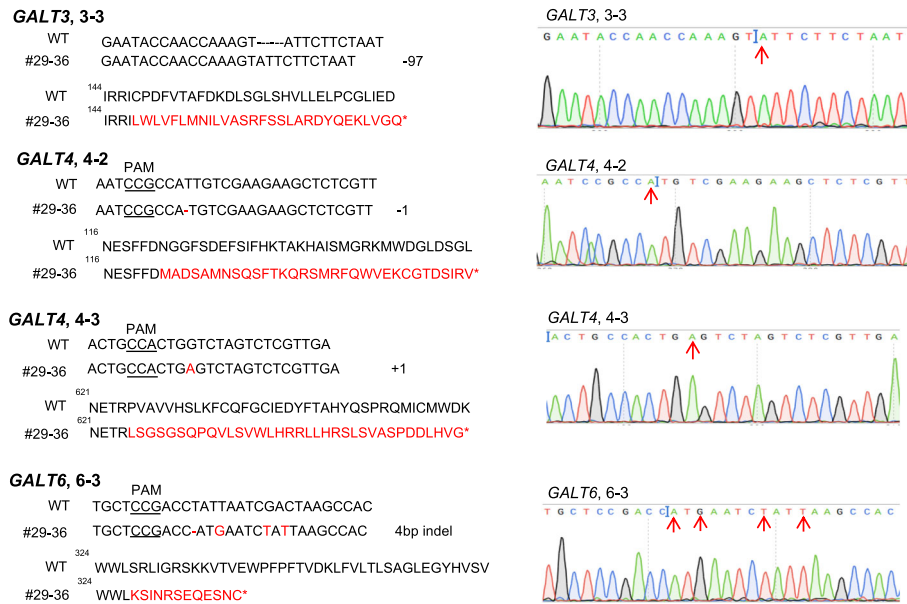 GALT3, 3-3
WT GAATACCAACCAAAGT------ATTCTTCTAAT
#29-36 GAATACCAACCAAAGTATTCTTCTAAT -97
WT 144 IRRICPDFVTAFDKDLSGLSHVLLELPCGLIED
#29-36 144 IRRILWLVFLMNILVASRFSSLARDYQEKLVGQ*
GALT4, 4-2
PAM
WT AATCCGCCATTGTCGAAGAAGCTCTCGTT
#29-36 AATCCGCCA-TGTCGAAGAAGCTCTCGTT -1
WT 116 NESFFDNGGFSDEFSIFHKTAKHAISMGRKMWDGLDSGL
#29-36 116 NESFFDMADSAMNSQSFTKQRSMRFQWVEKCGTDSIRV*
GALT4, 4-3
PAM
WT ACTGCCACTGGTCTAGTCTCGTTGA
#29-36 ACTGCCACTGAGTCTAGTCTCGTTGA +1
WT 621 NETRPVAVVHSLKFCQFGCIEDYFTAHYQSPRQMICMWDK
#29-36 621 NETRLSGSGSQPQVLSVWLHRRLLHRSLSVASPDDLHVG*
GALT6, 6-3
PAM
WT TGCTCCGACCTATTAATCGACTAAGCCAC
#29-36 TGCTCCGACC-ATGAATCTATTAAGCCAC 4bp indel
WT 324 WWLSRLIGRSKKVTVEWPFPFTVDKLFVLTLSAGLEGYHVSV
#29-36 324 WWLKSINRSEQESNC*
GALT3, 3-3
GAATACCAACCAAAGTATTCTTCTAAT
GALT4, 4-2
AATCCGCCATGTCGAAGAAGCTCTCGTT
GALT4, 4-3
ACTGCCACTGAGTCTAGTCTCGTTGA
GALT6, 6-3
TGCTCCGACCATGAATCTATTAAGCCAC